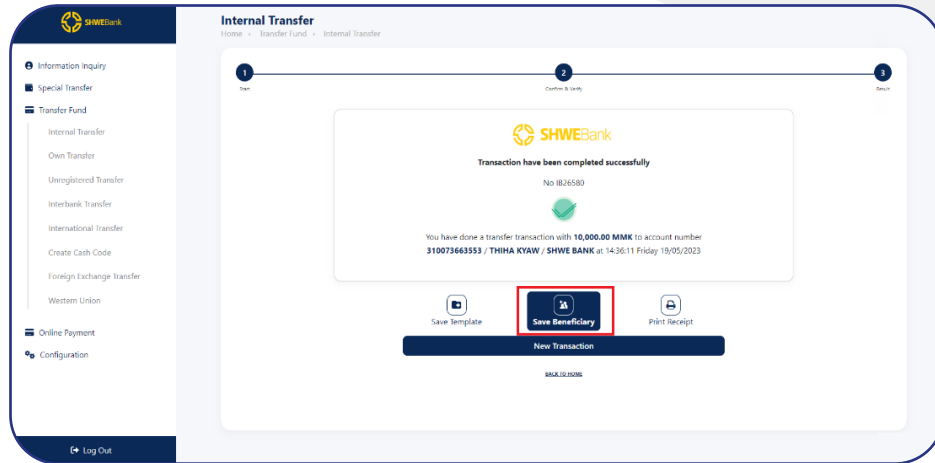 SHWEBank
Information Inquiry
Special Transfer
Transfer Fund
Internal Transfer
Own Transfer
Unregistered Transfer
Interbank Transfer
International Transfer
Create Cash Code
Foreign Exchange Transfer
Western Union
Online Payment
Configuration
Log Out
Internal Transfer
Home
Transfer Fund
Internal Transfer
1
2
3
Start
Confirm & Verify
Result
SHWEBank
Transaction have been completed successfully
No IB26580
You have done a transfer transaction with 10,000.00 MMK to account number
310073663553 / THIHA KYAW / SHWE BANK at 14:36:11 Friday 19/05/2023
Save Template
Save Beneficiary
Print Receipt
New Transaction
BACK TO HOME